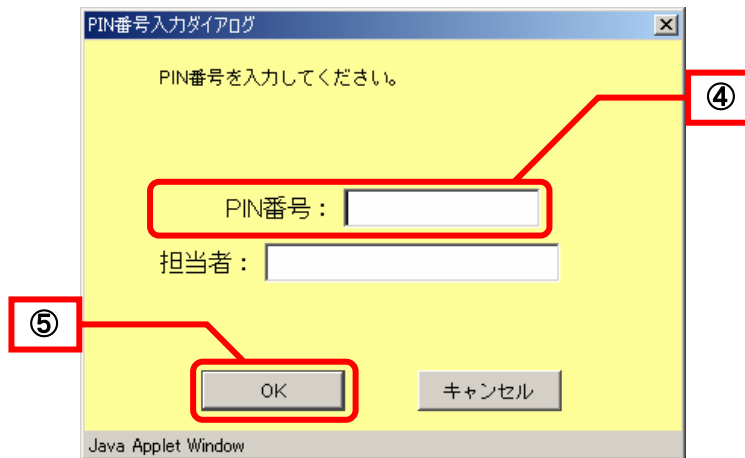 PIN番号入力ダイアログ
PIN番号を入力してください。
④
PIN番号：
担当者：
⑤
OK キャンセル
Java Applet Window